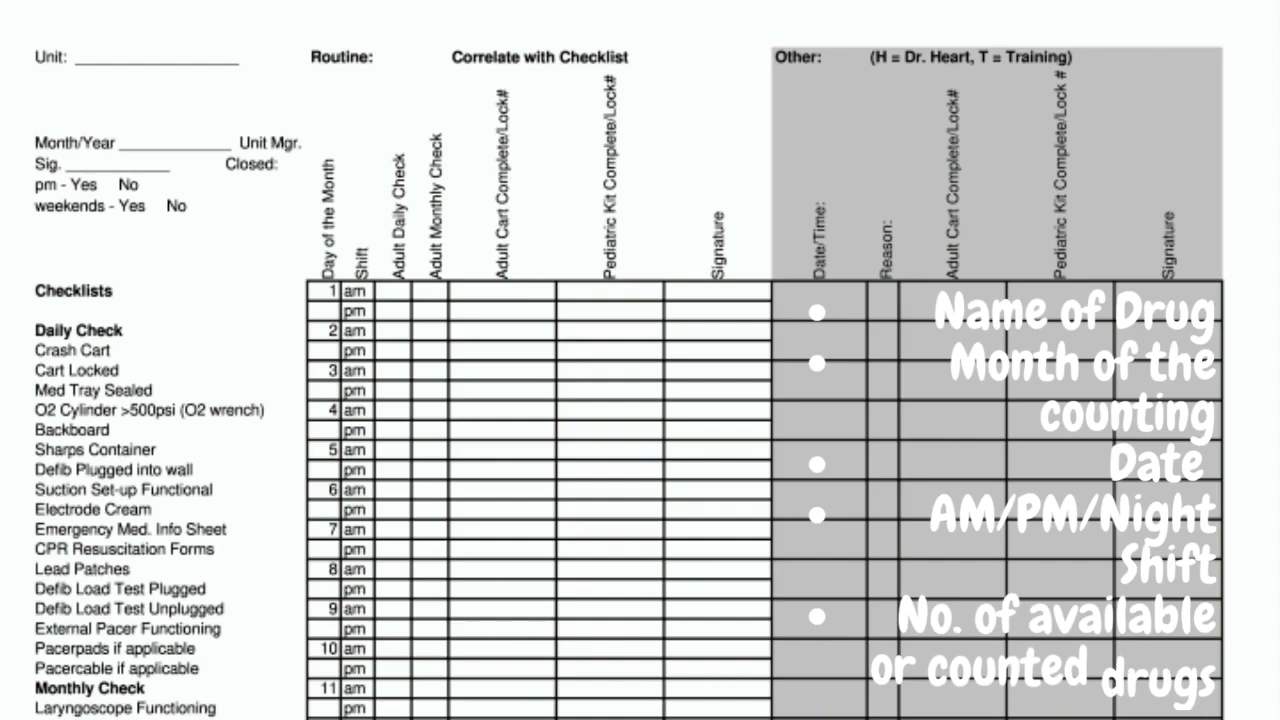 Unit: ____________________ Routine: Correlate with Checklist Other: (H = Dr. Heart, T = Training)
Month/Year ______________ Unit Mgr.
Sig. _____________ Closed:
pm - Yes No
weekends - Yes No
Day of the Month
Shift
Adult Daily Check
Adult Monthly Check
Adult Cart Complete/Lock#
Pediatric Kit Complete/Lock#
Signature
Date/Time:
Reason:
Adult Cart Complete/Lock#
Pediatric Kit Complete/Lock #
Signature
Checklists 1 am
pm
Daily Check 2 am
Crash Cart pm
Cart Locked 3 am
Med Tray Sealed pm
O2 Cylinder >500psi (O2 wrench) 4 am
Backboard pm
Sharps Container 5 am
Defib Plugged into wall pm
Suction Set-up Functional 6 am
Electrode Cream pm
Emergency Med. Info Sheet 7 am
CPR Resuscitation Forms pm
Lead Patches 8 am
Defib Load Test Plugged pm
Defib Load Test Unplugged 9 am
External Pacer Functioning pm
Pacerpads if applicable 10 am
Pacercable if applicable pm
Monthly Check 11 am
Laryngoscope Functioning pm
• Name of Drug
• Month of the
counting
• Date
• AM/PM/Night
Shift
• No. of available
or counted drugs